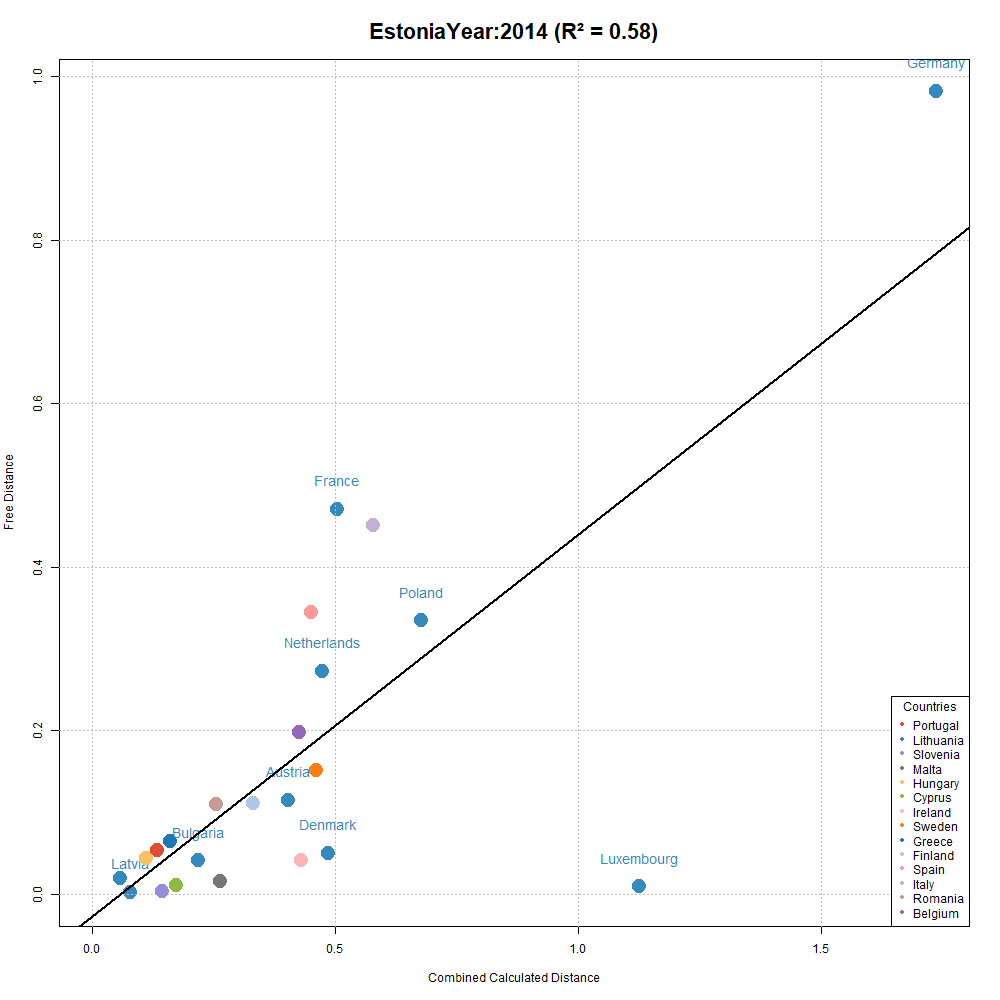 EstoniaYear:2014 (R² = 0.58)
Germany
1.0
0.8
0.6
France
Free Distance
0.4
Poland
Netherlands
0.2
Austria
Denmark
Bulgaria
Latvia
Luxembourg
0.0
Countries
Portugal
Lithuania
Slovenia
Malta
Hungary
Cyprus
Ireland
Sweden
Greece
Finland
Spain
Italy
Romania
Belgium
0.0 0.5 1.0 1.5
Combined Calculated Distance